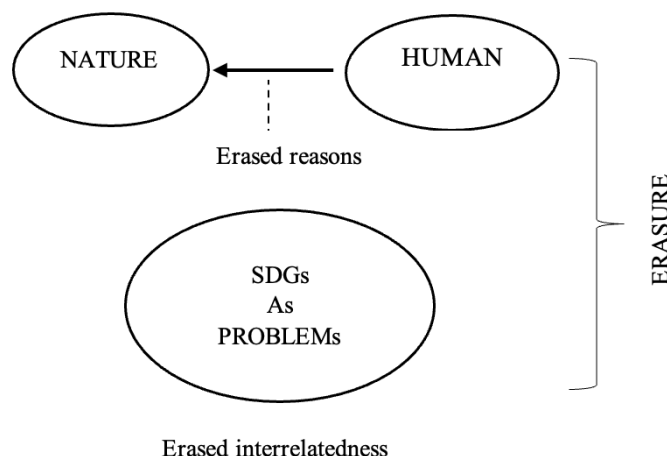 NATURE
HUMAN
Erased reasons
SDGs
As
PROBLEMs
Erased interrelatedness
ERASURE